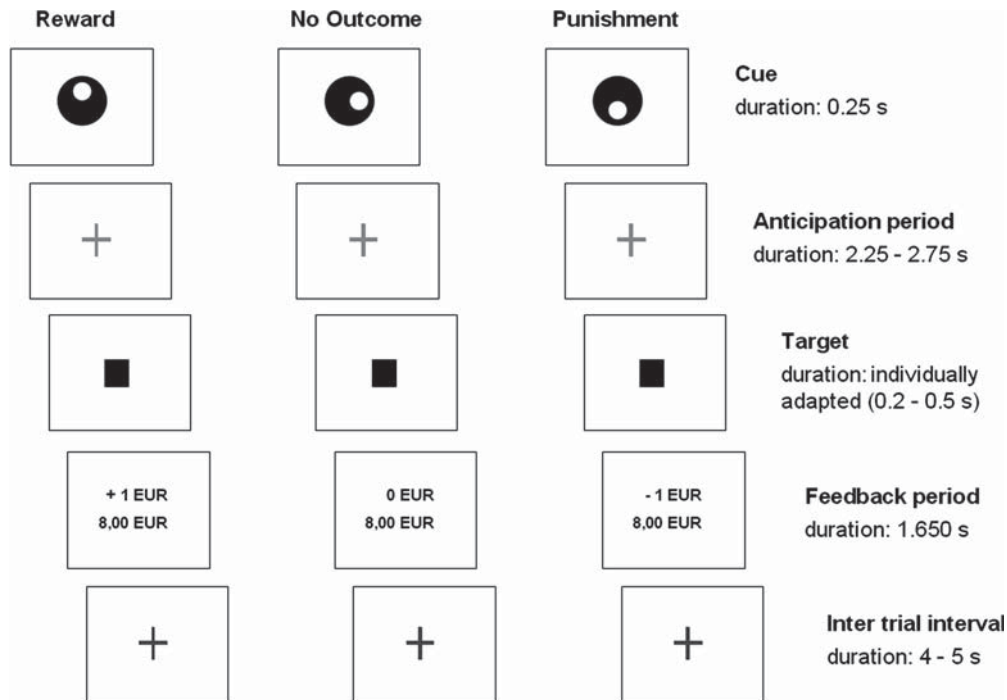 Reward No Outcome Punishment
Cue
duration: 0.25 s
Anticipation period
duration: 2.25 - 2.75 s
Target
duration: individually
adapted (0.2 - 0.5 s)
+ 1 EUR
8,00 EUR
0 EUR
8,00 EUR
- 1 EUR
8,00 EUR
Feedback period
duration: 1.650 s
Inter trial interval
duration: 4 - 5 s